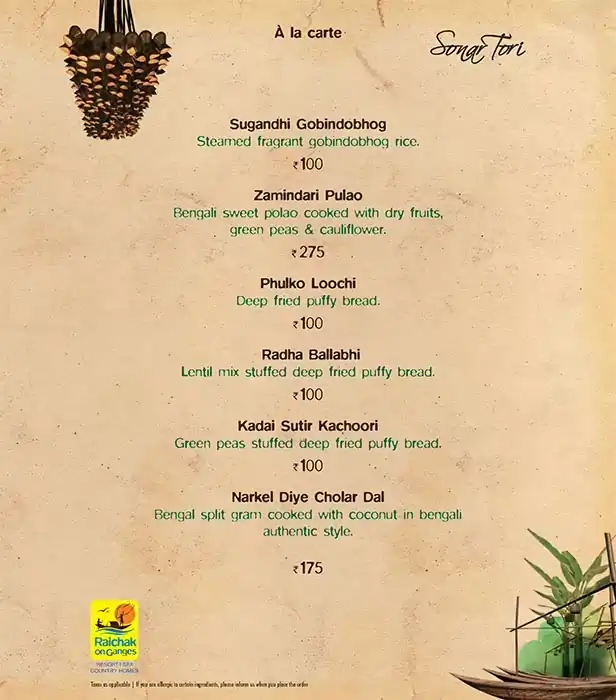 À la carte
Sonar Tori
Sugandhi Gobindobhog
Steamed fragrant gobindobhog rice.
₹100
Zamindari Pulao
Bengali sweet polao cooked with dry fruits,
green peas & cauliflower.
₹275
Phulko Loochi
Deep fried puffy bread.
₹100
Radha Ballabhi
Lentil mix stuffed deep fried puffy bread.
₹100
Kadai Sutir Kachoori
Green peas stuffed deep fried puffy bread.
₹100
Narkel Diye Cholar Dal
Bengal split gram cooked with coconut in bengali
authentic style.
₹175
Raichak
on Ganges
RESORT | SPA
COUNTRY HOMES
Taxes as applicable | If you are allergic to certain ingredients, please inform us when you place the order